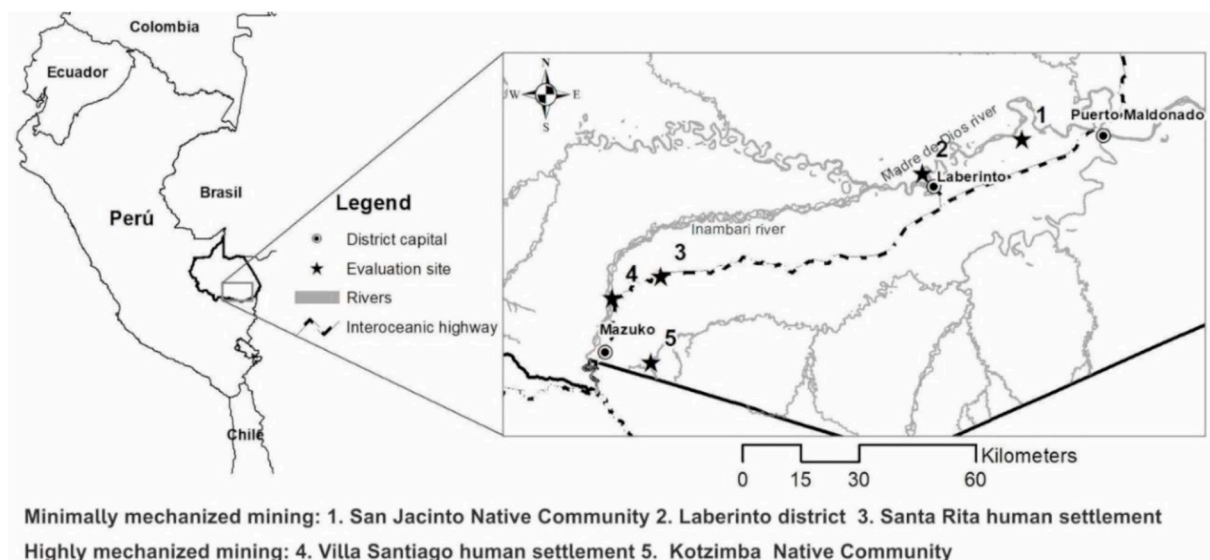 Colombia
Ecuador
Brasil
Perú
Chile
Legend
District capital
Evaluation site
Rivers
Interoceanic highway
N
W E
S
1
Puerto Maldonado
Madre de Dios river
2
Laberinto
Inambari river
3
4
Mazuko
5
Kilometers
0 15 30 60
Minimally mechanized mining: 1. San Jacinto Native Community 2. Laberinto district 3. Santa Rita human settlement
Highly mechanized mining: 4. Villa Santiago human settlement 5. Kotzimba Native Community